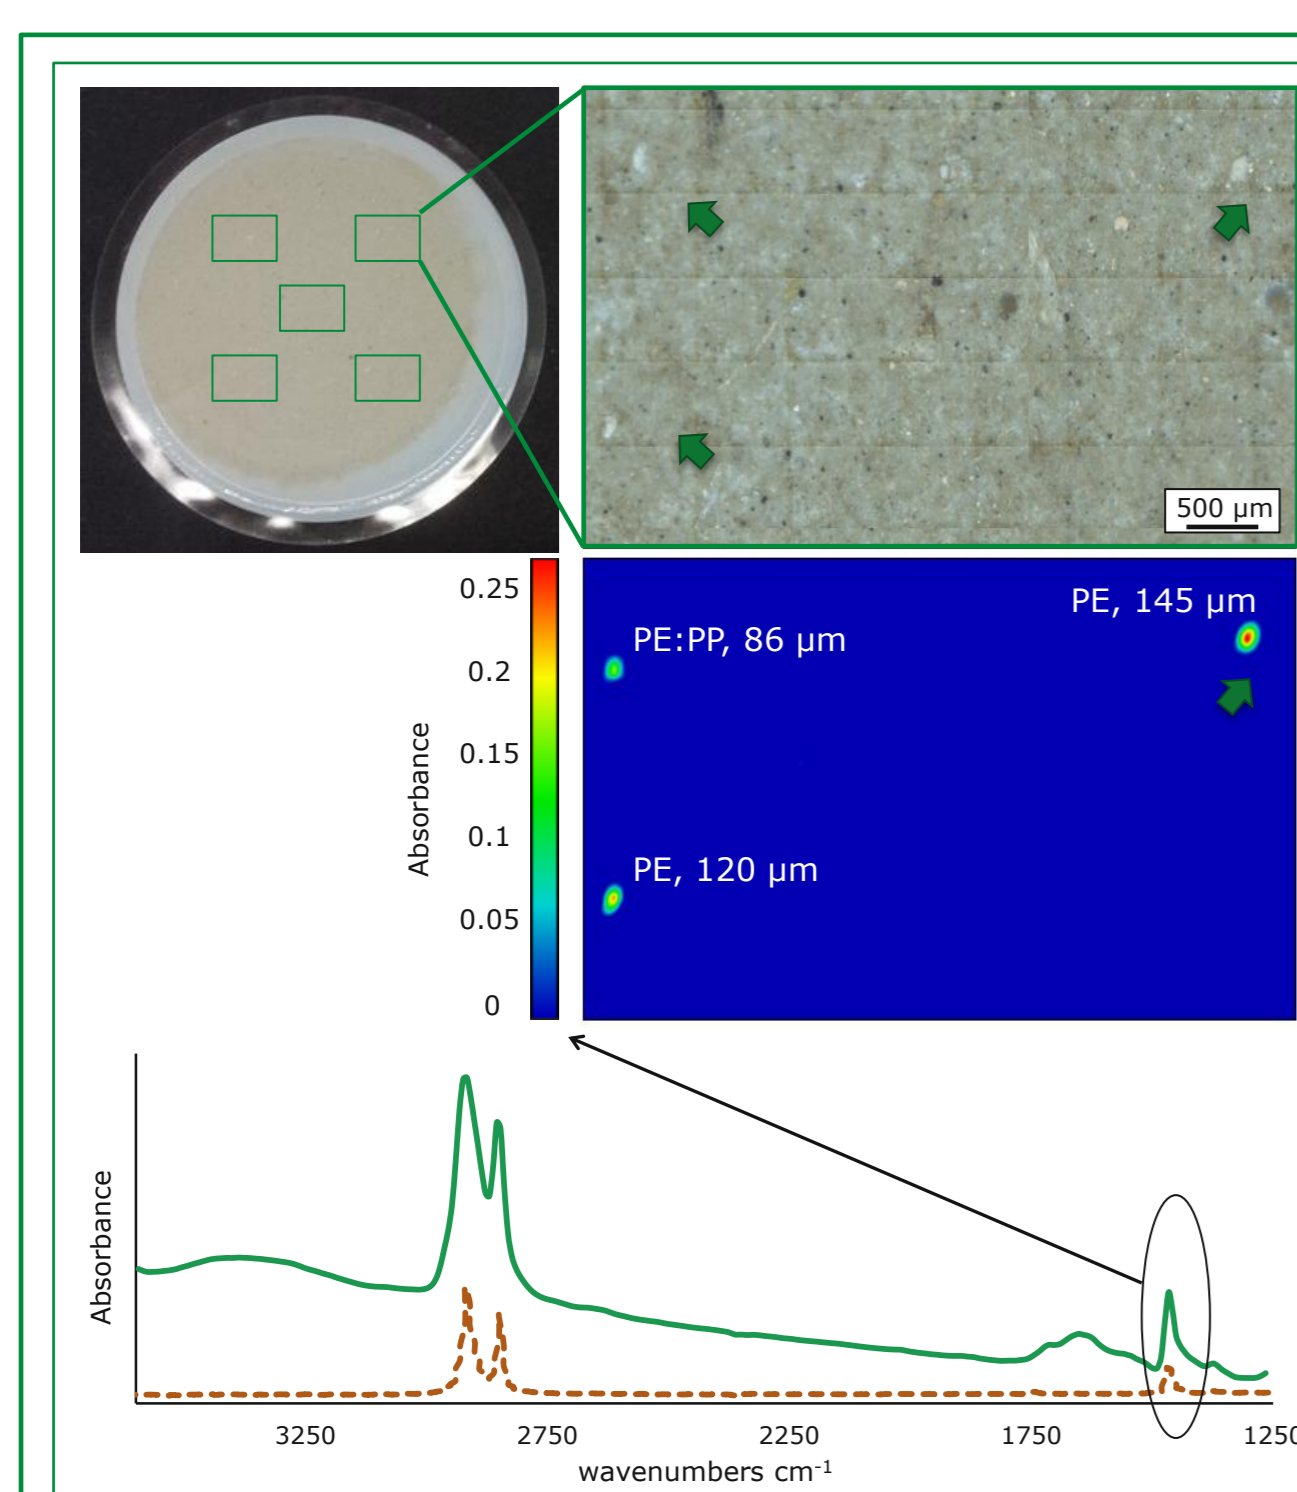 500 µm
0.25
0.2
0.15
0.1
0.05
0
Absorbance
PE:PP, 86 µm
PE, 145 µm
PE, 120 µm
Absorbance
3250
2750
2250
1750
1250
wavenumbers cm⁻¹